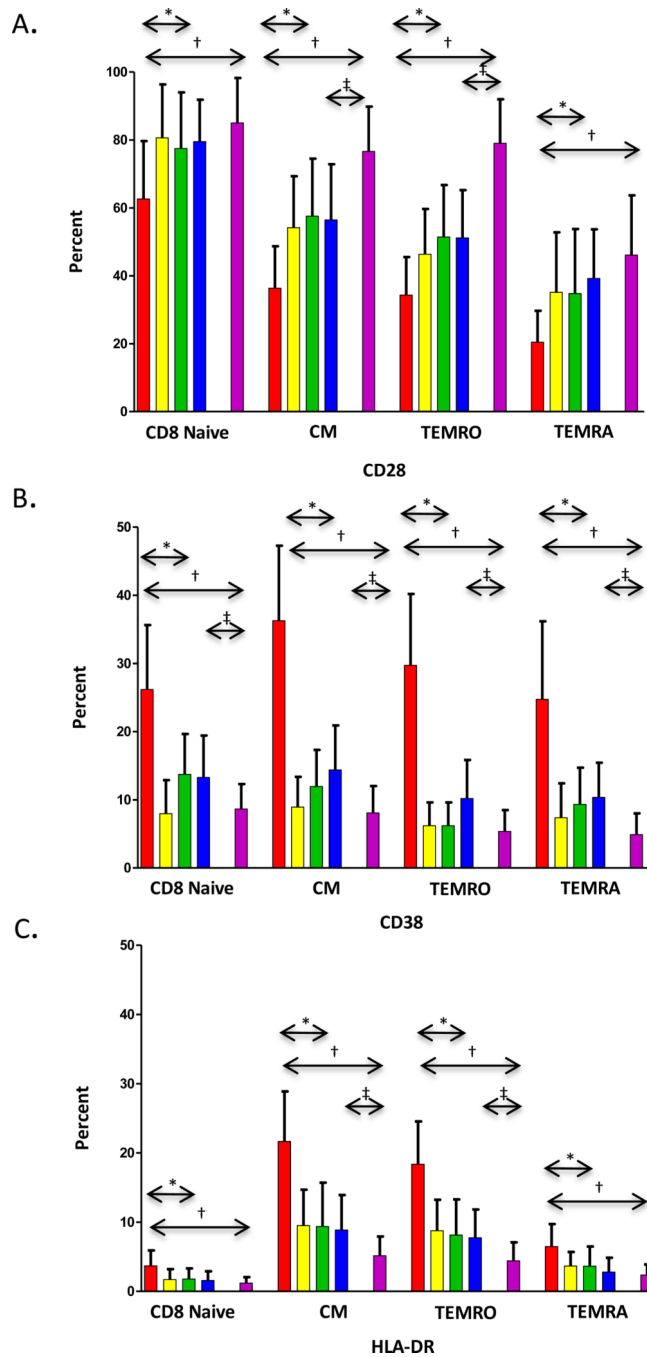 A.
* * * *
† † † †
‡ ‡
Percent
100
80
60
40
20
0
CD8 Naive CM TEMRO TEMRA
CD28
B.
* * * *
† † † †
‡ ‡ ‡ ‡
Percent
50
40
30
20
10
0
CD8 Naive CM TEMRO TEMRA
CD38
C.
* * * *
† † † †
‡ ‡
Percent
50
40
30
20
10
0
CD8 Naive CM TEMRO TEMRA
HLA-DR